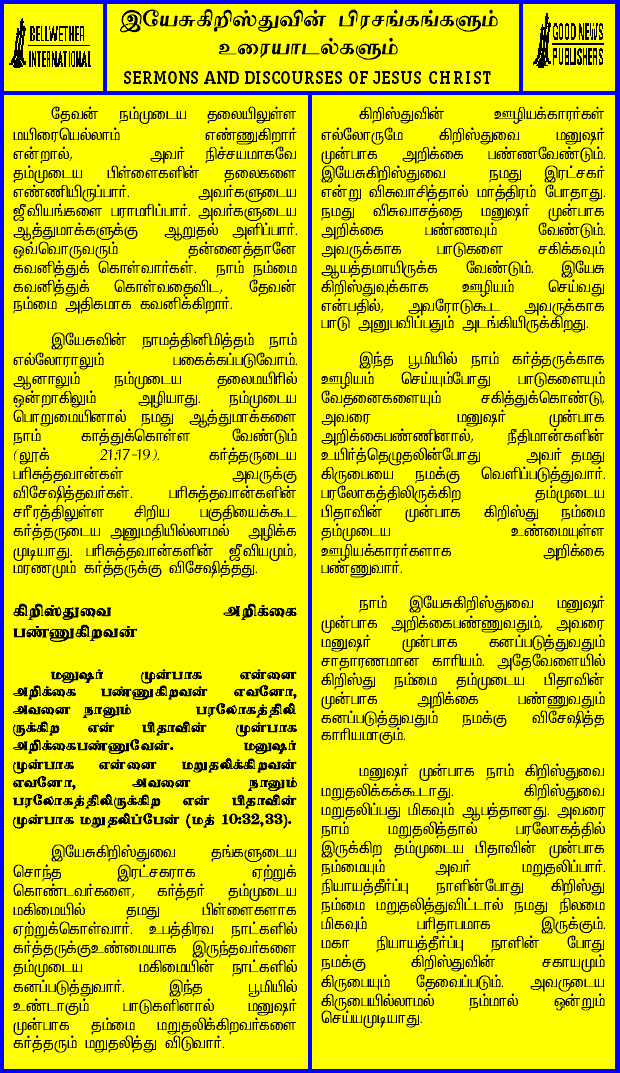 BELLWETHER
INTERNATIONAL
இயேசுகிறிஸ்துவின் பிரசங்கங்களும்
உரையாடல்களும்
SERMONS AND DISCOURSES OF JESUS CHRIST
GOOD NEWS
PUBLISHERS
தேவன் நம்முடைய தலையிலுள்ள
மயிரையெல்லாம் எண்ணுகிறார்
என்றால், அவர் நிச்சயமாகவே
தம்முடைய பிள்ளைகளின் தலைகளை
எண்ணியிருப்பார். அவர்களுடைய
ஜீவியங்களை பராமரிப்பார். அவர்களுடைய
ஆத்துமாக்களுக்கு ஆறுதல் அளிப்பார்.
ஒவ்வொருவரும் தன்னைத்தானே
கவனித்துக் கொள்வார்கள். நாம் நம்மை
கவனித்துக் கொள்வதைவிட, தேவன்
நம்மை அதிகமாக கவனிக்கிறார்.
இயேசுவின் நாமத்தினிமித்தம் நாம்
எல்லோராலும் பகைக்கப்படுவோம்.
ஆனாலும் நம்முடைய தலைமயிரில்
ஒன்றாகிலும் அழியாது. நம்முடைய
பொறுமையினால் நமது ஆத்துமாக்களை
நாம் காத்துக்கொள்ள வேண்டும்
(லூக் 21:17-19). கர்த்தருடைய
பரிசுத்தவான்கள் அவருக்கு
விசேஷித்தவர்கள். பரிசுத்தவான்களின்
சரீரத்திலுள்ள சிறிய பகுதியைக்கூட
கர்த்தருடைய அனுமதியில்லாமல் அழிக்க
முடியாது. பரிசுத்தவான்களின் ஜீவியமும்,
மரணமும் கர்த்தருக்கு விசேஷித்தது.
கிறிஸ்துவை அறிக்கை
பண்ணுகிறவன்
மனுஷர் முன்பாக என்னை
அறிக்கை பண்ணுகிறவன் எவனோ,
அவனை நானும் பரலோகத்திலி
ருக்கிற என் பிதாவின் முன்பாக
அறிக்கைபண்ணுவேன். மனுஷர்
முன்பாக என்னை மறுதலிக்கிறவன்
எவனோ, அவனை நானும்
பரலோகத்திலிருக்கிற என் பிதாவின்
முன்பாக மறுதலிப்பேன் (மத் 10:32,33).
இயேசுகிறிஸ்துவை தங்களுடைய
சொந்த இரட்சகராக ஏற்றுக்
கொண்டவர்களை, கர்த்தர் தம்முடைய
மகிமையில் தமது பிள்ளைகளாக
ஏற்றுக்கொள்வார். உபத்திரவ நாட்களில்
கர்த்தருக்குஉண்மையாக இருந்தவர்களை
தம்முடைய மகிமையின் நாட்களில்
கனப்படுத்துவார். இந்த பூமியில்
உண்டாகும் பாடுகளினால் மனுஷர்
முன்பாக தம்மை மறுதலிக்கிறவர்களை
கர்த்தரும் மறுதலித்து விடுவார்.
கிறிஸ்துவின் ஊழியக்காரர்கள்
எல்லோருமே கிறிஸ்துவை மனுஷர்
முன்பாக அறிக்கை பண்ணவேண்டும்.
இயேசுகிறிஸ்துவை நமது இரட்சகர்
என்று விசுவாசித்தால் மாத்திரம் போதாது.
நமது விசுவாசத்தை மனுஷர் முன்பாக
அறிக்கை பண்ணவும் வேண்டும்.
அவருக்காக பாடுகளை சகிக்கவும்
ஆயத்தமாயிருக்க வேண்டும். இயேசு
கிறிஸ்துவுக்காக ஊழியம் செய்வது
என்பதில், அவரோடுகூட அவருக்காக
பாடு அனுபவிப்பதும் அடங்கியிருக்கிறது.
இந்த பூமியில் நாம் கர்த்தருக்காக
ஊழியம் செய்யும்போது பாடுகளையும்
வேதனைகளையும் சகித்துக்கொண்டு,
அவரை மனுஷர் முன்பாக
அறிக்கைபண்ணினால், நீதிமான்களின்
உயிர்த்தெழுதலின்போது அவர் தமது
கிருபையை நமக்கு வெளிப்படுத்துவார்.
பரலோகத்திலிருக்கிற தம்முடைய
பிதாவின் முன்பாக கிறிஸ்து நம்மை
தம்முடைய உண்மையுள்ள
ஊழியக்காரர்களாக அறிக்கை
பண்ணுவார்.
நாம் இயேசுகிறிஸ்துவை மனுஷர்
முன்பாக அறிக்கைபண்ணுவதும், அவரை
மனுஷர் முன்பாக கனப்படுத்துவதும்
சாதாரணமான காரியம். அதேவேளையில்
கிறிஸ்து நம்மை தம்முடைய பிதாவின்
முன்பாக அறிக்கை பண்ணுவதும்
கனப்படுத்துவதும் நமக்கு விசேஷித்த
காரியமாகும்.
மனுஷர் முன்பாக நாம் கிறிஸ்துவை
மறுதலிக்கக்கூடாது. கிறிஸ்துவை
மறுதலிப்பது மிகவும் ஆபத்தானது. அவரை
நாம் மறுதலித்தால் பரலோகத்தில்
இருக்கிற தம்முடைய பிதாவின் முன்பாக
நம்மையும் அவர் மறுதலிப்பார்.
நியாயத்தீர்ப்பு நாளின்போது கிறிஸ்து
நம்மை மறுதலித்துவிட்டால் நமது நிலமை
மிகவும் பரிதாபமாக இருக்கும்.
மகா நியாயத்தீர்ப்பு நாளின் போது
நமக்கு கிறிஸ்துவின் சகாயமும்
கிருபையும் தேவைப்படும். அவருடைய
கிருபையில்லாமல் நம்மால் ஒன்றும்
செய்யமுடியாது.